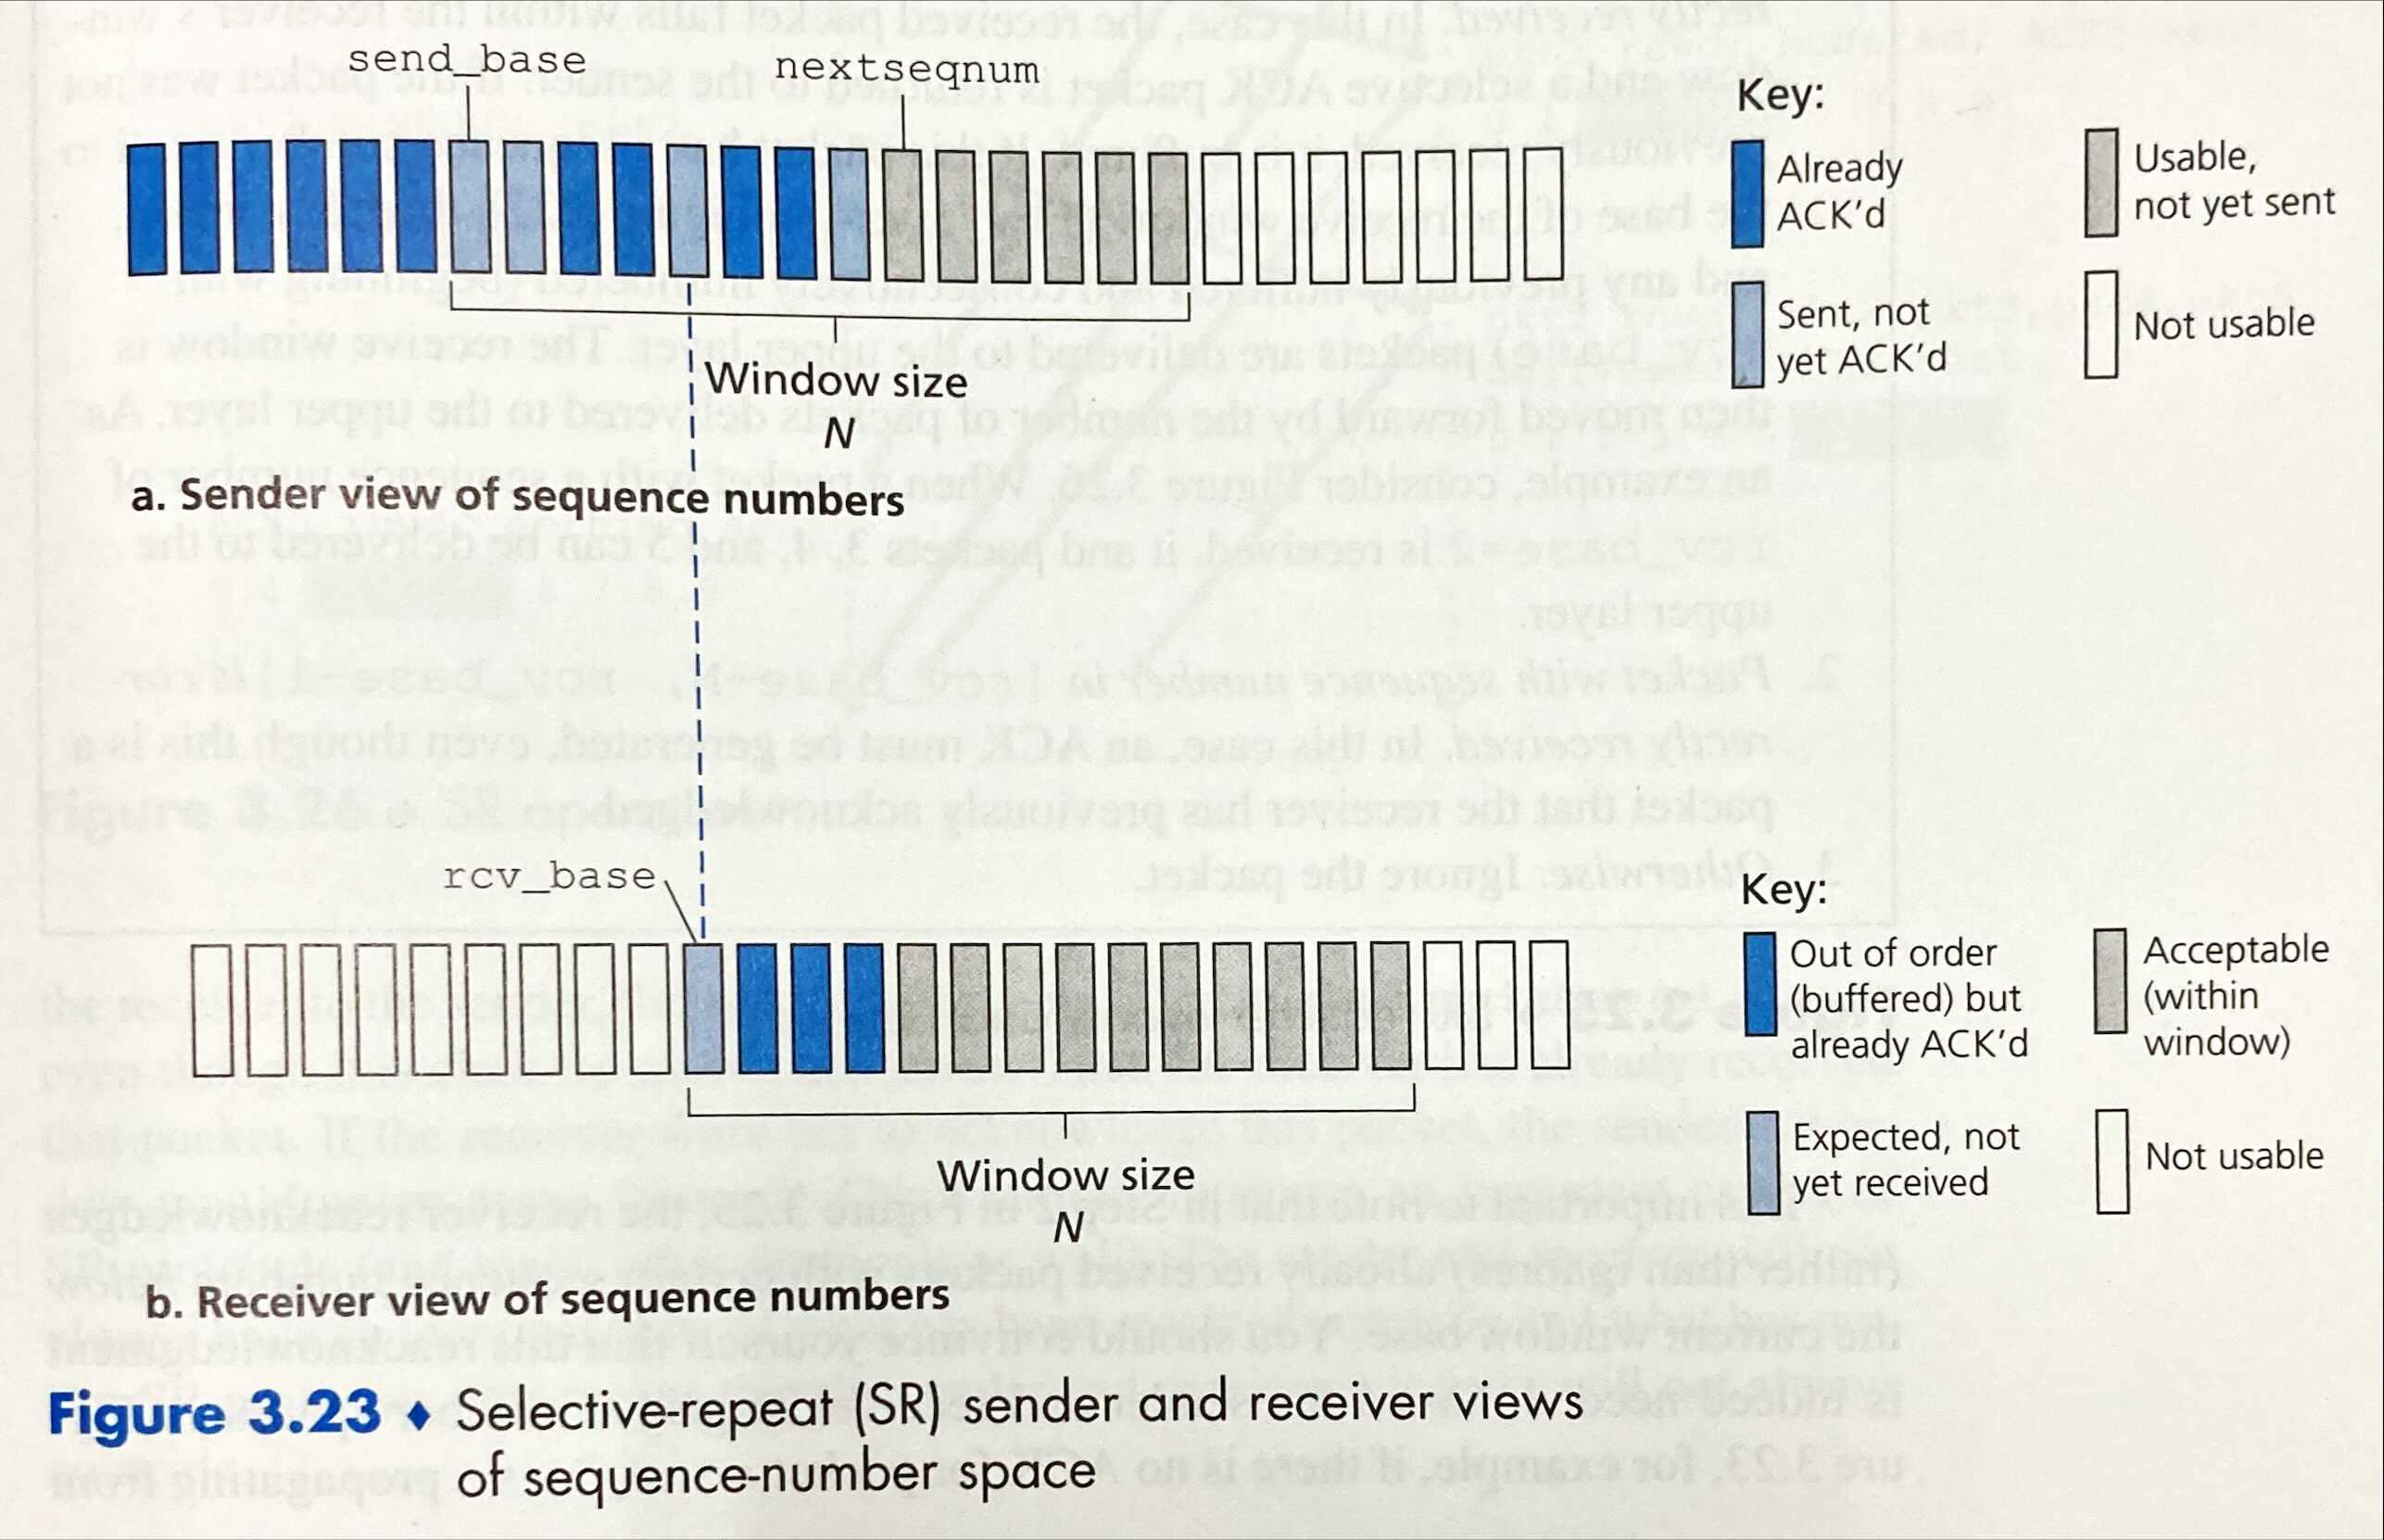 send_base
nextseqnum
Key:
Already
ACK'd
Usable,
not yet sent
Sent, not
yet ACK'd
Not usable
Window size
N
a. Sender view of sequence numbers
rcv_base
Key:
Out of order
(buffered) but
already ACK'd
Acceptable
(within
window)
Expected, not
yet received
Not usable
Window size
N
b. Receiver view of sequence numbers
Figure 3.23 ♦ Selective-repeat (SR) sender and receiver views
of sequence-number space